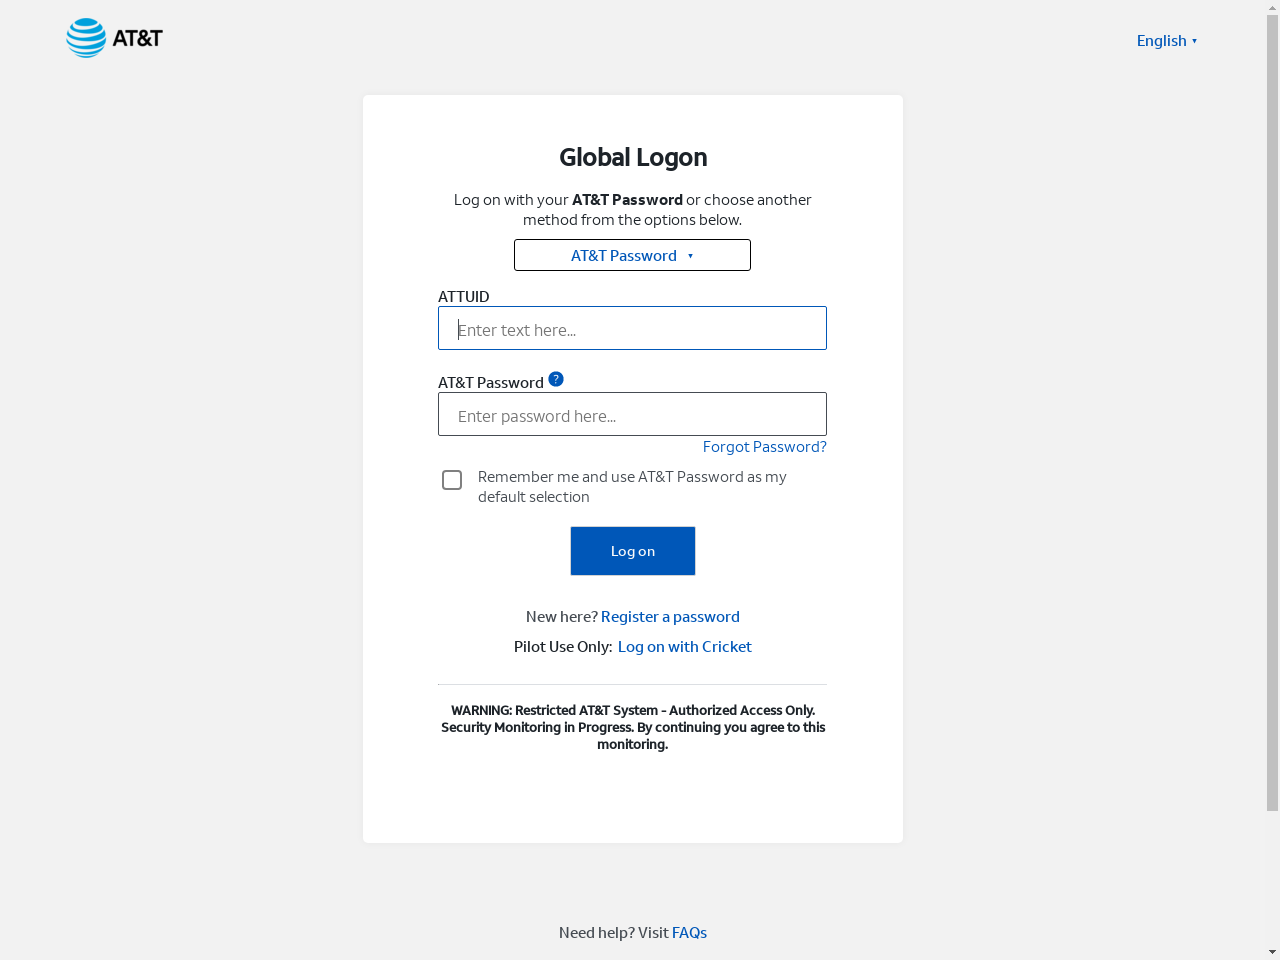 AT&T
English
Global Logon
Log on with your AT&T Password or choose another
method from the options below.
AT&T Password
ATTUID
Enter text here...
AT&T Password ?
Enter password here...
Forgot Password?
Remember me and use AT&T Password as my
default selection
Log on
New here? Register a password
Pilot Use Only: Log on with Cricket
WARNING: Restricted AT&T System - Authorized Access Only.
Security Monitoring in Progress. By continuing you agree to this
monitoring.
Need help? Visit FAQs